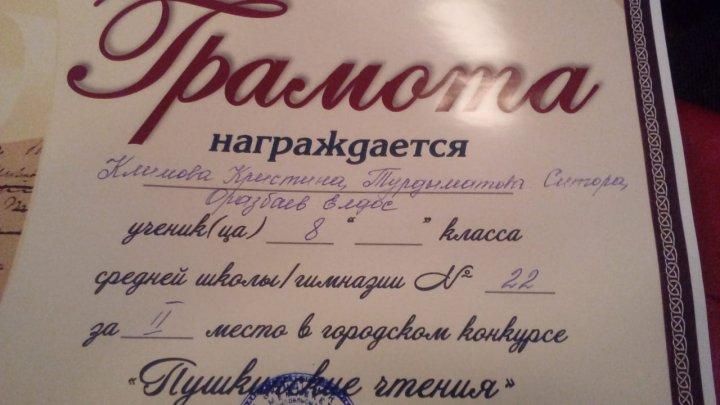 Грамота
награждается
Климова Кристина, Турдыматова Ситора,
Оразбаев Елдос
ученик(ца) 8 " " класса
средней школы/гимназии № 22
за II место в городском конкурсе
«Пушкинские чтения»